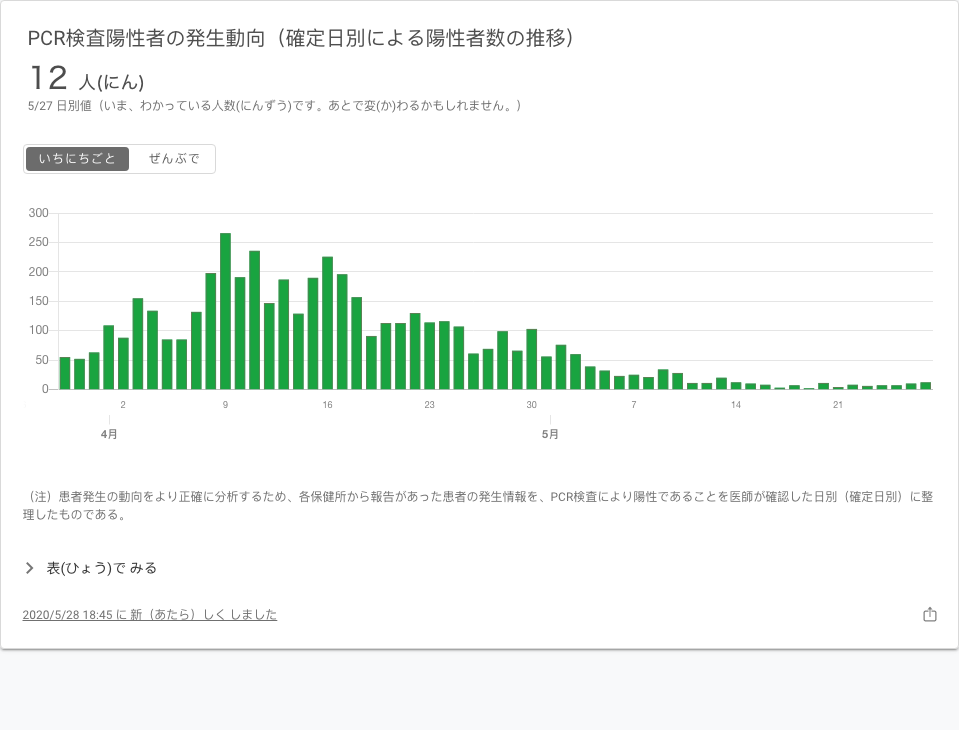 PCR検査陽性者の発生動向（確定日別による陽性者数の推移）
12 人(にん)
5/27 日別値（いま、わかっている人数(にんずう)です。あとで変(か)わるかもしれません。）
いちにちごと ぜんぶで
300
250
200
150
100
50
0
2 9 16 23 30 7 14 21
4月 5月
（注）患者発生の動向をより正確に分析するため、各保健所から報告があった患者の発生情報を、PCR検査により陽性であることを医師が確認した日別（確定日別）に整
理したものである。
表(ひょう)で みる
2020/5/28 18:45 に 新（あたら）しく しました